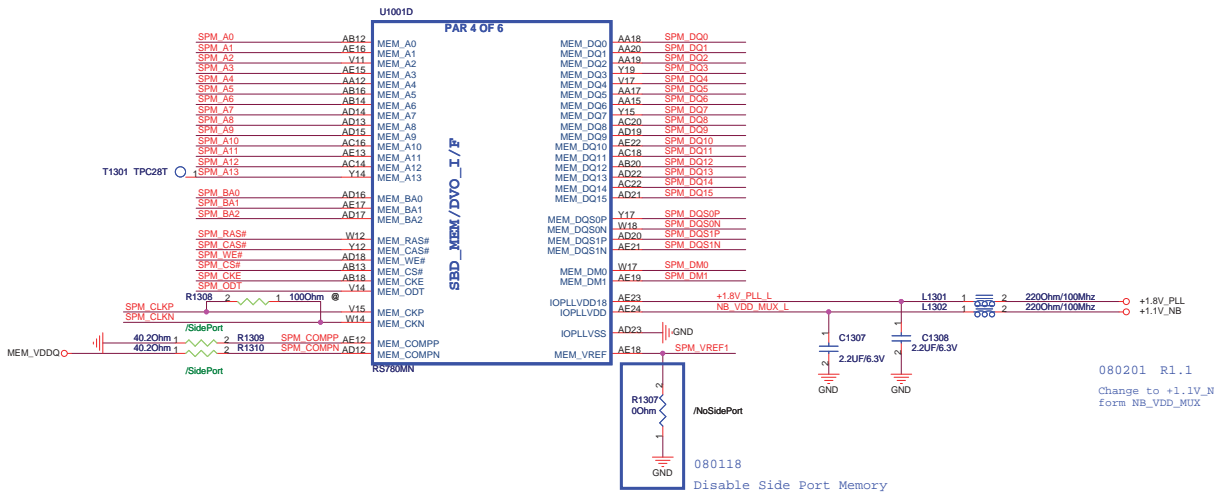 U1001D
PAR 4 OF 6
SPM_A0 AB12 MEM_A0 MEM_DQ0 AA18 SPM_DQ0
SPM_A1 AE16 MEM_A1 MEM_DQ1 AA20 SPM_DQ1
SPM_A2 V11 MEM_A2 MEM_DQ2 AA19 SPM_DQ2
SPM_A3 AE15 MEM_A3 MEM_DQ3 Y19 SPM_DQ3
SPM_A4 AA12 MEM_A4 MEM_DQ4 V17 SPM_DQ4
SPM_A5 AB16 MEM_A5 MEM_DQ5 AA17 SPM_DQ5
SPM_A6 AB14 MEM_A6 MEM_DQ6 AA15 SPM_DQ6
SPM_A7 AD14 MEM_A7 MEM_DQ7 Y15 SPM_DQ7
SPM_A8 AD13 MEM_A8 MEM_DQ8 AC20 SPM_DQ8
SPM_A9 AD15 MEM_A9 MEM_DQ9 AD19 SPM_DQ9
SPM_A10 AC16 MEM_A10 MEM_DQ10 AE22 SPM_DQ10
SPM_A11 AE13 MEM_A11 MEM_DQ11 AC18 SPM_DQ11
SPM_A12 AC14 MEM_A12 MEM_DQ12 AB20 SPM_DQ12
T1301 TPC28T 1 SPM_A13 Y14 MEM_A13 MEM_DQ13 AD22 SPM_DQ13
MEM_DQ14 AC22 SPM_DQ14
SPM_BA0 AD16 MEM_BA0 MEM_DQ15 AD21 SPM_DQ15
SPM_BA1 AE17 MEM_BA1
SPM_BA2 AD17 MEM_BA2 MEM_DQS0P Y17 SPM_DQS0P
MEM_DQS0N W18 SPM_DQS0N
SPM_RAS# W12 MEM_RAS# MEM_DQS1P AD20 SPM_DQS1P
SPM_CAS# Y12 MEM_CAS# MEM_DQS1N AE21 SPM_DQS1N
SPM_WE# AD18 MEM_WE#
SPM_CS# AB13 MEM_CS# MEM_DM0 W17 SPM_DM0
SPM_CKE AB18 MEM_CKE MEM_DM1 AE19 SPM_DM1
SPM_ODT V14 MEM_ODT
SBD_MEM/DVO_I/F
R1308 2 1 100Ohm @
IOPLLVDD18 AE23 +1.8V_PLL_L L1301 1 2 220Ohm/100Mhz +1.8V_PLL
SPM_CLKP V15 MEM_CKP IOPLLVDD AE24 NB_VDD_MUX_L L1302 1 2 220Ohm/100Mhz +1.1V_NB
SPM_CLKN W14 MEM_CKN
/SidePort
IOPLLVSS AD23 GND
40.2Ohm 1 2 R1309 SPM_COMPP AE12 MEM_COMPP
MEM_VDDQ 40.2Ohm 1 2 R1310 SPM_COMPN AD12 MEM_COMPN MEM_VREF AE18 SPM_VREF1
/SidePort
RS780MN
C1307
2.2UF/6.3V
1
2
GND
C1308
2.2UF/6.3V
1
2
GND
2
R1307
0Ohm
/NoSidePort
1
GND
080201 R1.1
Change to +1.1V_N
form NB_VDD_MUX
080118
Disable Side Port Memory